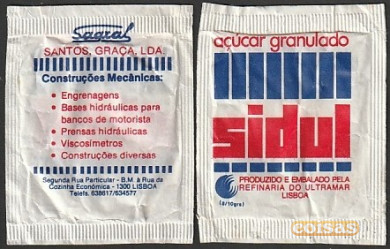 Sagral
SANTOS, GRAÇA, LDA.
Construções Mecânicas:
• Engrenagens
• Bases hidráulicas para
bancos de motorista
• Prensas hidráulicas
• Viscosímetros
• Construções diversas
Segunda Rua Particular - B.M. à Rua da
Cozinha Económica - 1300 LISBOA
Telefs. 638617/634577
açúcar granulado
sidul
PRODUZIDO E EMBALADO PELA
REFINARIA DO ULTRAMAR
LISBOA
(8/10grs)
coisas